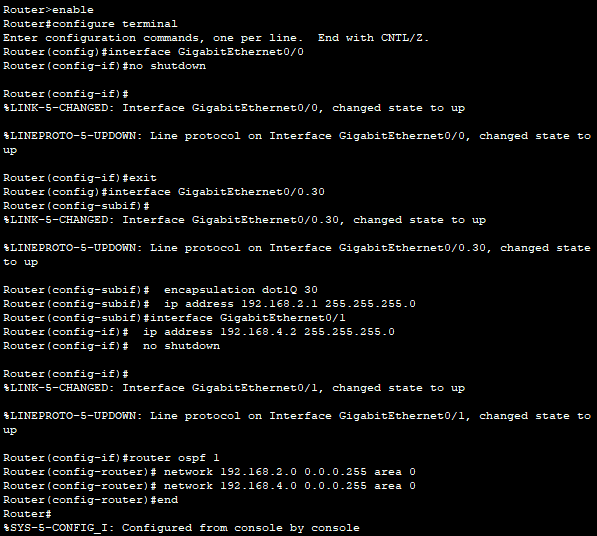 Router>enable
Router#configure terminal
Enter configuration commands, one per line.  End with CNTL/Z.
Router(config)#interface GigabitEthernet0/0
Router(config-if)#no shutdown
Router(config-if)#
%LINK-5-CHANGED: Interface GigabitEthernet0/0, changed state to up
%LINEPROTO-5-UPDOWN: Line protocol on Interface GigabitEthernet0/0, changed state to
up
Router(config-if)#exit
Router(config)#interface GigabitEthernet0/0.30
Router(config-subif)#
%LINK-5-CHANGED: Interface GigabitEthernet0/0.30, changed state to up
%LINEPROTO-5-UPDOWN: Line protocol on Interface GigabitEthernet0/0.30, changed state
to up
Router(config-subif)#  encapsulation dot1Q 30
Router(config-subif)#  ip address 192.168.2.1 255.255.255.0
Router(config-subif)#interface GigabitEthernet0/1
Router(config-if)#  ip address 192.168.4.2 255.255.255.0
Router(config-if)#  no shutdown
Router(config-if)#
%LINK-5-CHANGED: Interface GigabitEthernet0/1, changed state to up
%LINEPROTO-5-UPDOWN: Line protocol on Interface GigabitEthernet0/1, changed state to
up
Router(config-if)#router ospf 1
Router(config-router)# network 192.168.2.0 0.0.0.255 area 0
Router(config-router)# network 192.168.4.0 0.0.0.255 area 0
Router(config-router)#end
Router#
%SYS-5-CONFIG_I: Configured from console by console